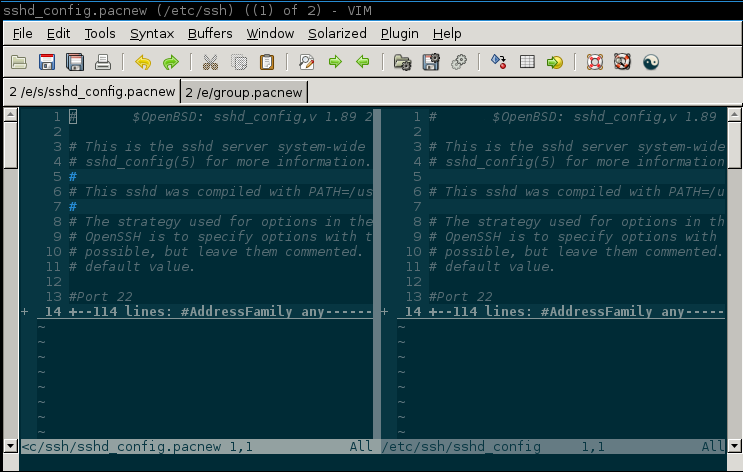 sshd_config.pacnew (/etc/ssh) ((1) of 2) - VIM
File Edit Tools Syntax Buffers Window Solarized Plugin Help
2 /e/s/sshd_config.pacnew 2 /e/group.pacnew
1 # $OpenBSD: sshd_config,v 1.89 2
2
3 # This is the sshd server system-wide
4 # sshd_config(5) for more information.
5 #
6 # This sshd was compiled with PATH=/us
7 #
8 # The strategy used for options in the
9 # OpenSSH is to specify options with t
10 # possible, but leave them commented.
11 # default value.
12
13 #Port 22
+ 14 +--114 lines: #AddressFamily any------
~
~
~
~
~
~
~
~
<c/ssh/sshd_config.pacnew 1,1 All
1 # $OpenBSD: sshd_config,v 1.89
2
3 # This is the sshd server system-wide
4 # sshd_config(5) for more information
5
6 # This sshd was compiled with PATH=/u
7
8 # The strategy used for options in th
9 # OpenSSH is to specify options with
10 # possible, but leave them commented.
11 # default value.
12
13 #Port 22
+ 14 +--114 lines: #AddressFamily any-----
~
~
~
~
~
~
~
~
/etc/ssh/sshd_config 1,1 All